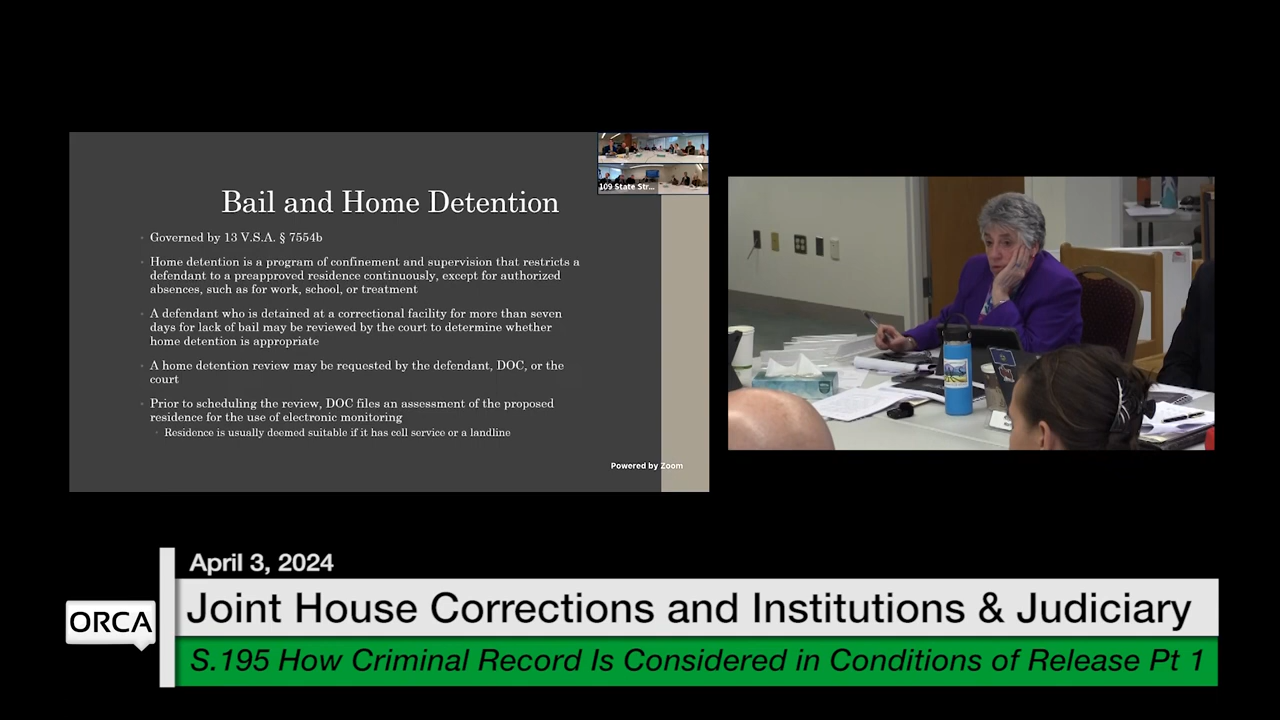 109 State Str...
Bail and Home Detention
Governed by 13 V.S.A. § 7554b
Home detention is a program of confinement and supervision that restricts a
defendant to a preapproved residence continuously, except for authorized
absences, such as for work, school, or treatment
A defendant who is detained at a correctional facility for more than seven
days for lack of bail may be reviewed by the court to determine whether
home detention is appropriate
A home detention review may be requested by the defendant, DOC, or the
court
Prior to scheduling the review, DOC files an assessment of the proposed
residence for the use of electronic monitoring
Residence is usually deemed suitable if it has cell service or a landline
Powered by Zoom
April 3, 2024
ORCA
Joint House Corrections and Institutions & Judiciary
S.195 How Criminal Record Is Considered in Conditions of Release Pt 1